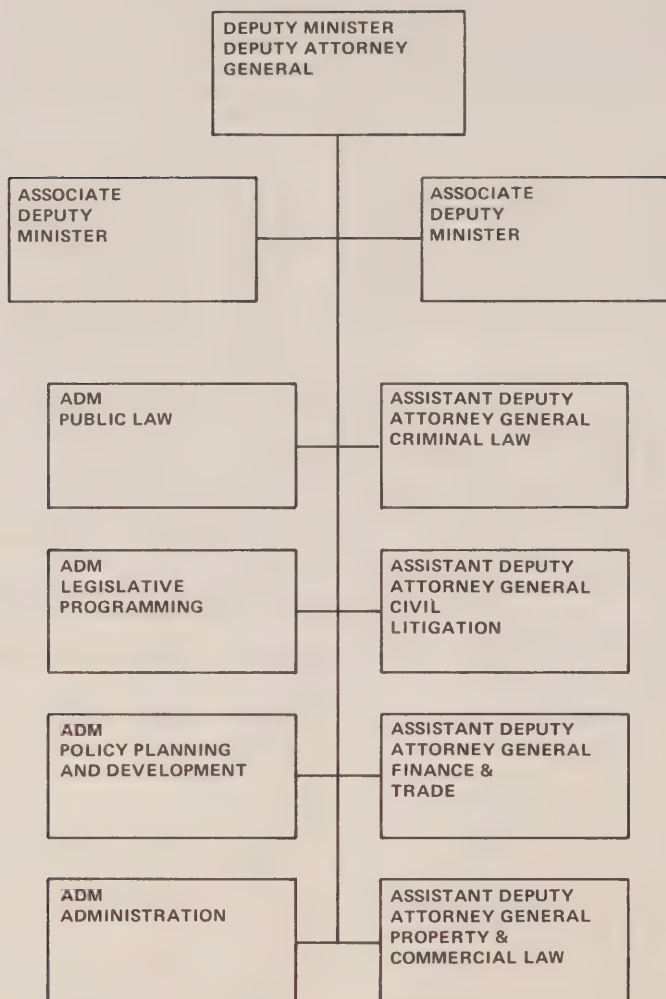 DEPUTY MINISTER
DEPUTY ATTORNEY
GENERAL
ASSOCIATE
DEPUTY
MINISTER
ASSOCIATE
DEPUTY
MINISTER
ADM
PUBLIC LAW
ASSISTANT DEPUTY
ATTORNEY GENERAL
CRIMINAL LAW
ADM
LEGISLATIVE
PROGRAMMING
ASSISTANT DEPUTY
ATTORNEY GENERAL
CIVIL
LITIGATION
ADM
POLICY PLANNING
AND DEVELOPMENT
ASSISTANT DEPUTY
ATTORNEY GENERAL
FINANCE &
TRADE
ADM
ADMINISTRATION
ASSISTANT DEPUTY
ATTORNEY GENERAL
PROPERTY &
COMMERCIAL LAW